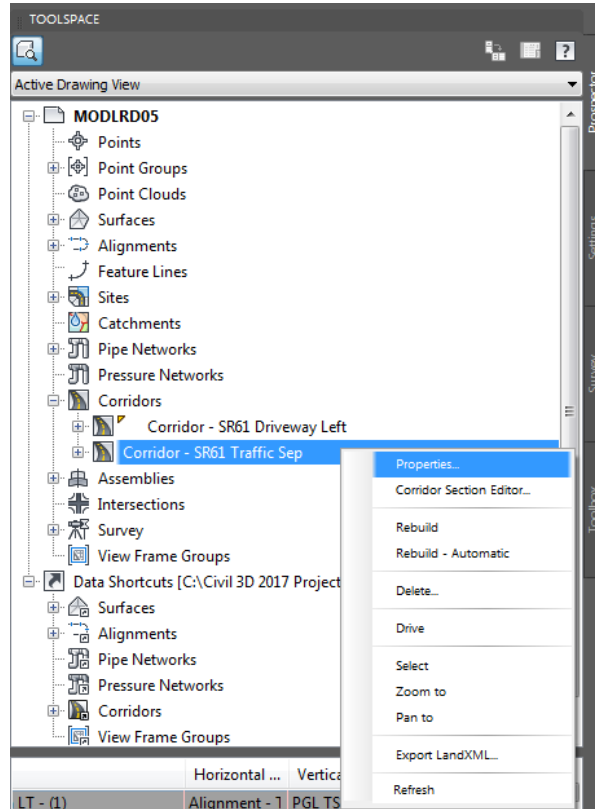 TOOLSPACE
?
Active Drawing View
MODLRD05
Points
Point Groups
Point Clouds
Surfaces
Alignments
Feature Lines
Sites
Catchments
Pipe Networks
Pressure Networks
Corridors
Corridor - SR61 Driveway Left
Corridor - SR61 Traffic Sep
Assemblies
Intersections
Survey
View Frame Groups
Data Shortcuts [C:\Civil 3D 2017 Project
Surfaces
Alignments
Pipe Networks
Pressure Networks
Corridors
View Frame Groups
Properties...
Corridor Section Editor...
Rebuild
Rebuild - Automatic
Delete...
Drive
Select
Zoom to
Pan to
Export LandXML...
Refresh
Prospector
Settings
Survey
Toolbox
Horizontal ... Vertica
LT - (1) Alignment - T PGL TS